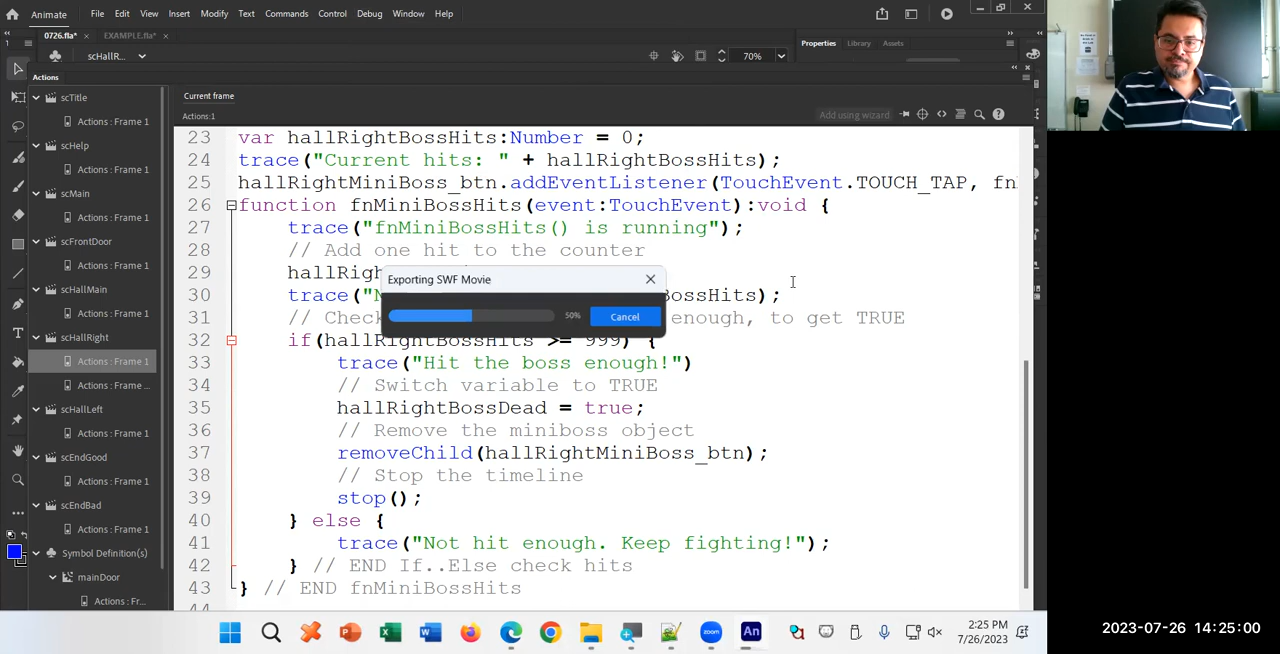 Animate File Edit View Insert Modify Text Commands Control Debug Window Help
0726.fla* × EXAMPLE.fla* ×
scHallR... 70% Properties Library Assets
Actions
scTitle
Actions : Frame 1
scHelp
Actions : Frame 1
scMain
Actions : Frame 1
scFrontDoor
Actions : Frame 1
scHallMain
Actions : Frame 1
scHallRight
Actions : Frame 1
Actions : Frame ...
scHallLeft
Actions : Frame 1
scEndGood
Actions : Frame 1
scEndBad
Actions : Frame 1
Symbol Definition(s)
mainDoor
Actions : Fr...
Current frame
Actions:1
Add using wizard
23 var hallRightBossHits:Number = 0;
24 trace("Current hits: " + hallRightBossHits);
25 hallRightMiniBoss_btn.addEventListener(TouchEvent.TOUCH_TAP, fn
26 function fnMiniBossHits(event:TouchEvent):void {
27 trace("fnMiniBossHits() is running");
28 // Add one hit to the counter
29 hallRigh
30 trace("N BossHits);
31 // Check enough, to get TRUE
32 if(hallRightBossHits >= 999) {
33 trace("Hit the boss enough!")
34 // Switch variable to TRUE
35 hallRightBossDead = true;
36 // Remove the miniboss object
37 removeChild(hallRightMiniBoss_btn);
38 // Stop the timeline
39 stop();
40 } else {
41 trace("Not hit enough. Keep fighting!");
42 } // END If..Else check hits
43 } // END fnMiniBossHits
44
Exporting SWF Movie
50% Cancel
zoom An
2:25 PM
7/26/2023
2023-07-26 14:25:00